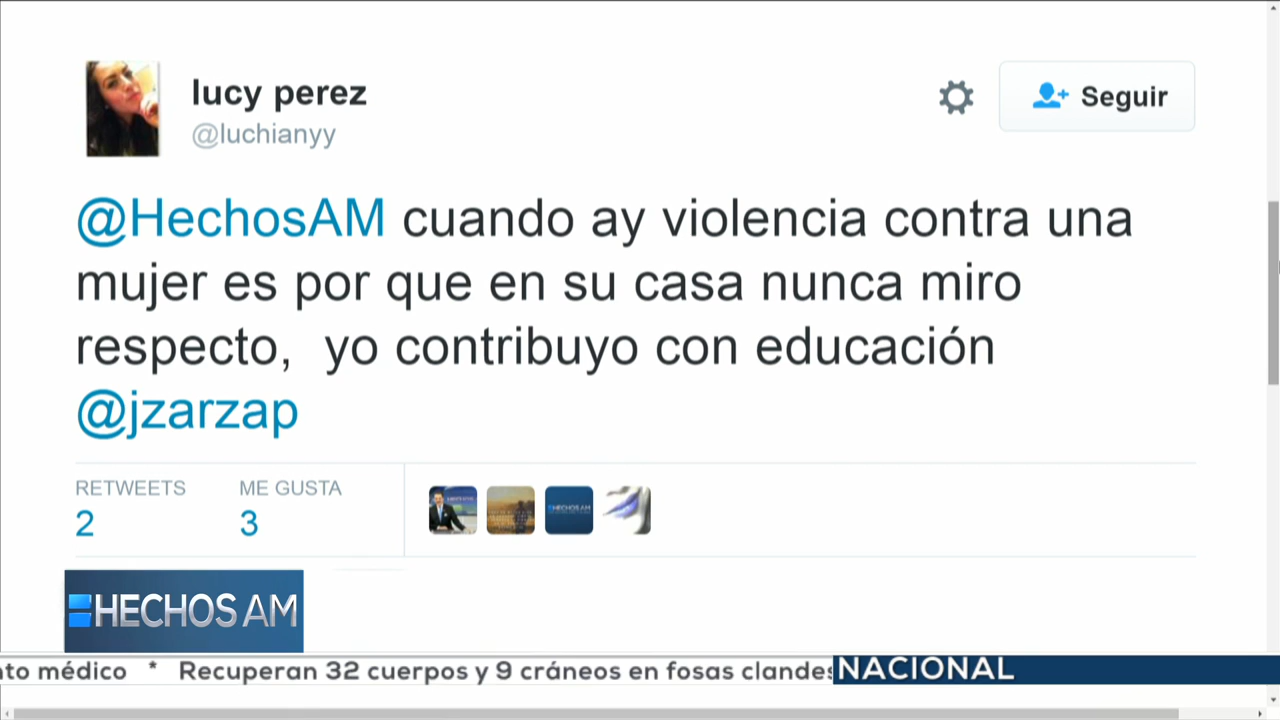 lucy perez
@luchianyy
Seguir
@HechosAM cuando ay violencia contra una
mujer es por que en su casa nunca miro
respecto,  yo contribuyo con educación
@jzarzap
RETWEETS
ME GUSTA
2
3
HECHOS AM
nto médico * Recuperan 32 cuerpos y 9 cráneos en fosas clandes
NACIONAL